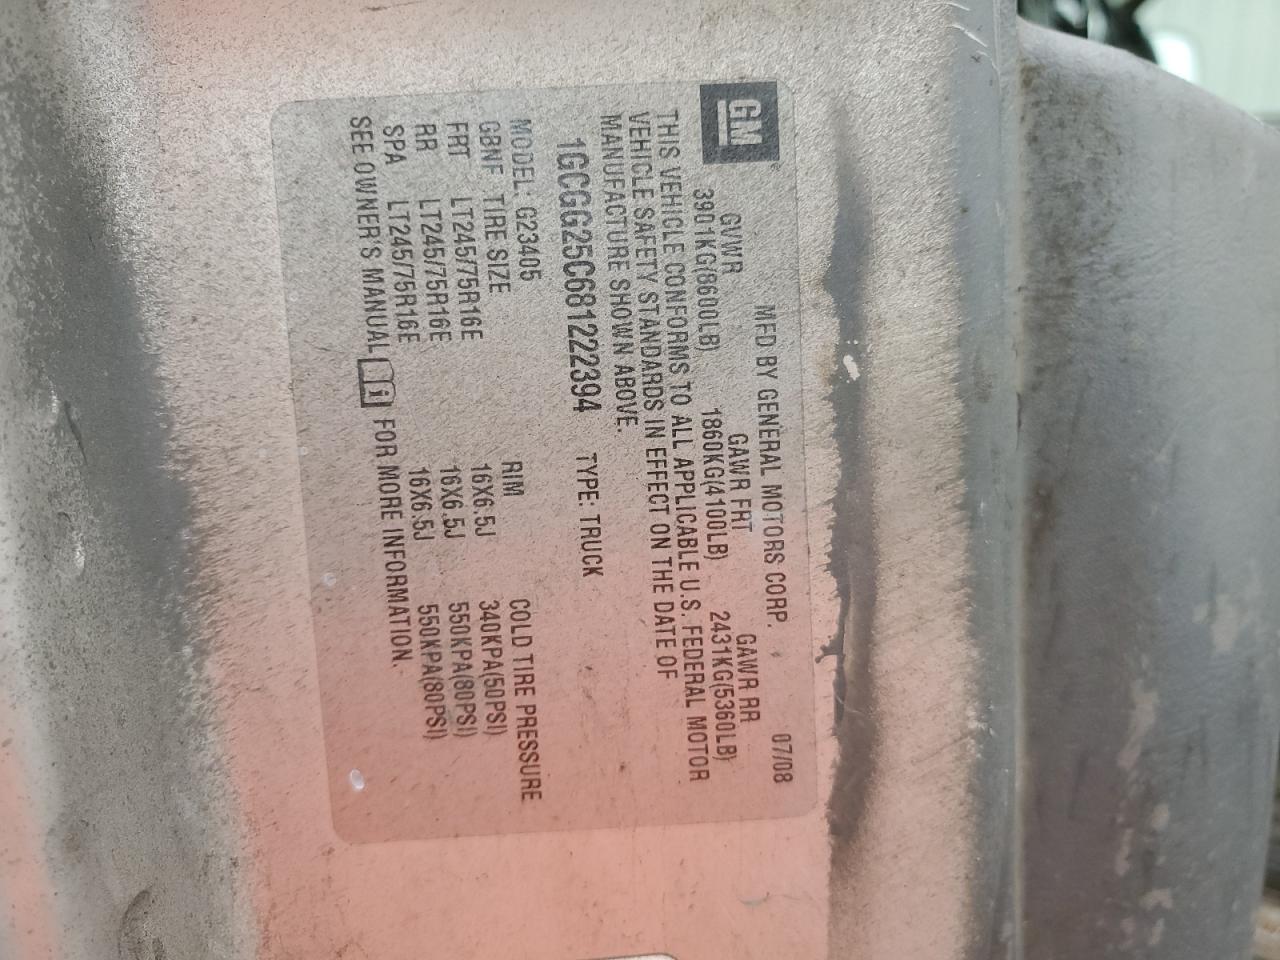 GM
MFD BY GENERAL MOTORS CORP. 07/08
GVWR GAWR FRT GAWR RR
3901KG(8600LB) 1860KG(4100LB) 2431KG(5360LB)
THIS VEHICLE CONFORMS TO ALL APPLICABLE U.S. FEDERAL MOTOR
VEHICLE SAFETY STANDARDS IN EFFECT ON THE DATE OF
MANUFACTURE SHOWN ABOVE.
1GCGG25C681222394 TYPE: TRUCK
MODEL: G23405
GBNF TIRE SIZE RIM COLD TIRE PRESSURE
FRT LT245/75R16E 16X6.5J 340KPA(50PSI)
RR LT245/75R16E 16X6.5J 550KPA(80PSI)
SPA LT245/75R16E 16X6.5J 550KPA(80PSI)
SEE OWNER'S MANUAL i FOR MORE INFORMATION.